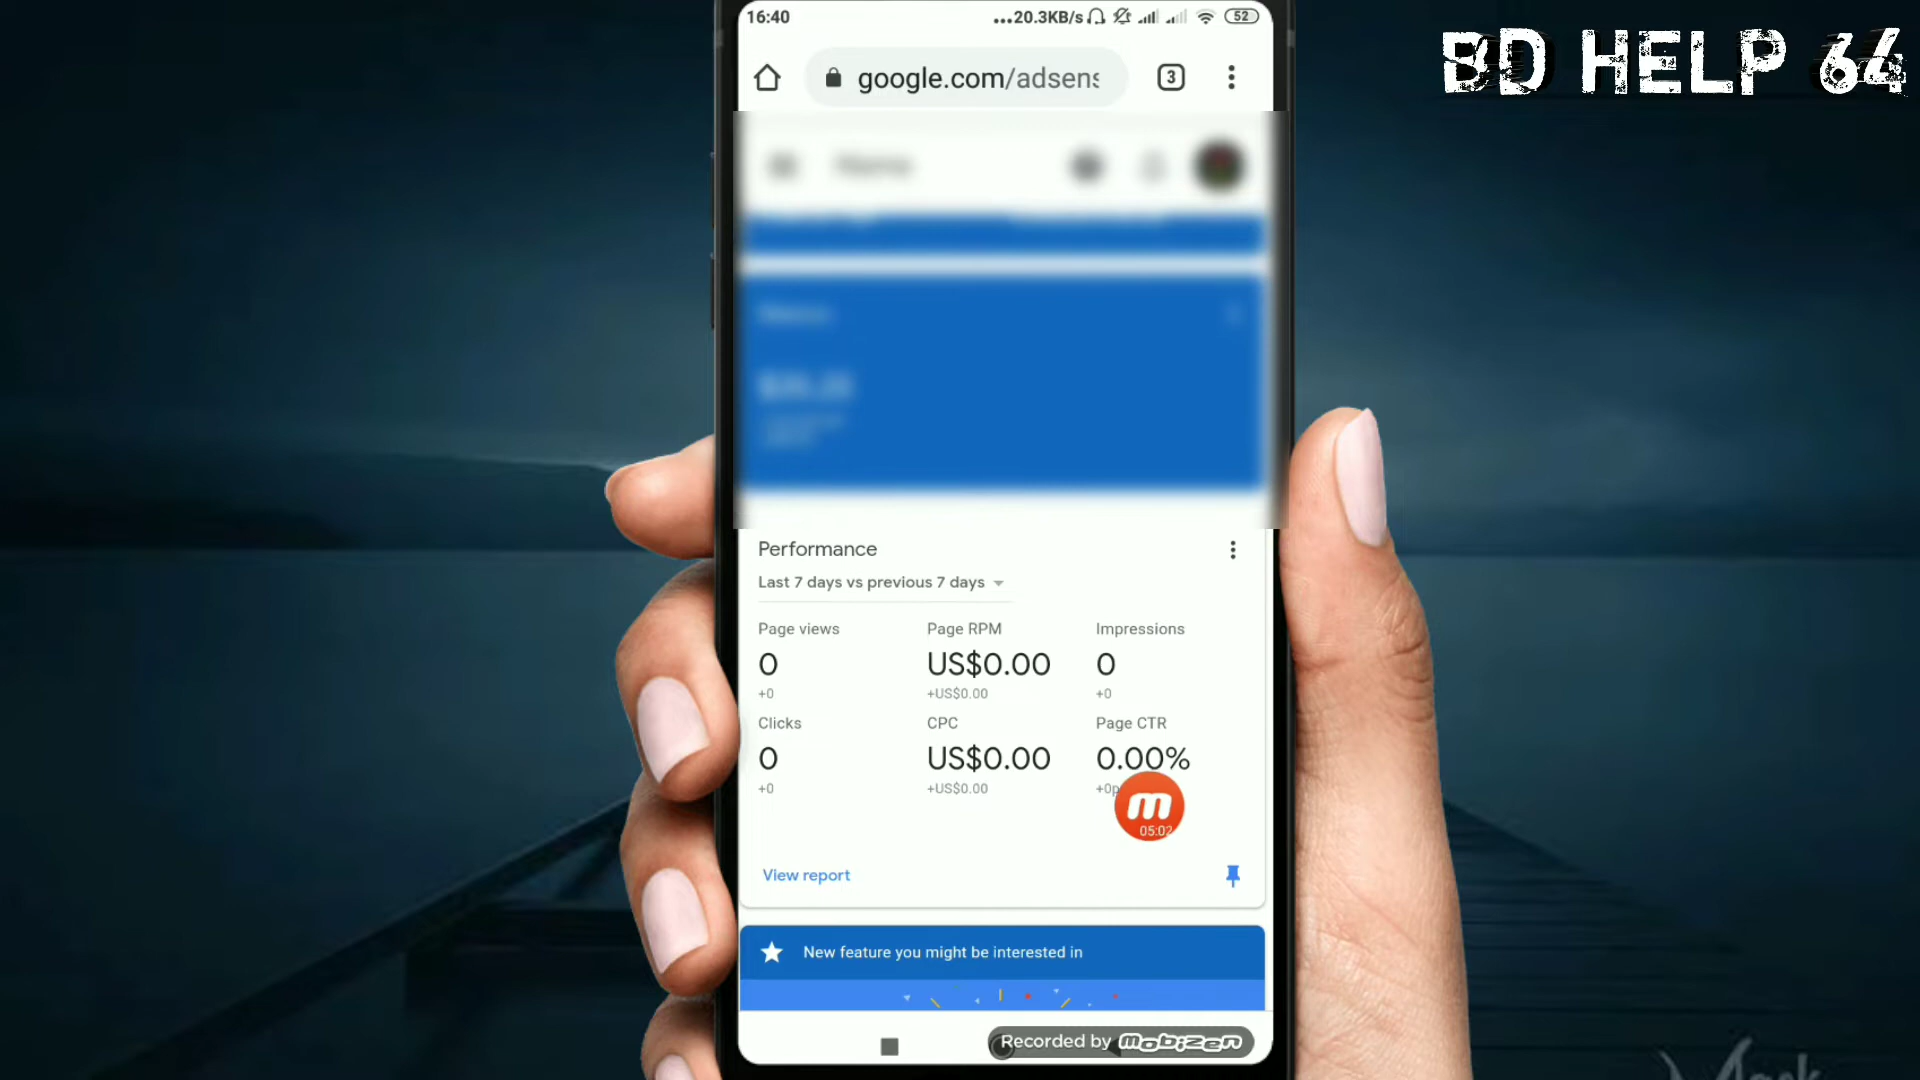 16:40
...20.3KB/s
52
BD HELP 64
google.com/adsens
3
Performance
Last 7 days vs previous 7 days
Page views
Page RPM
Impressions
0
US$0.00
0
+0
+US$0.00
+0
Clicks
CPC
Page CTR
0
US$0.00
0.00%
+0
+US$0.00
+0p
m
05:02
View report
New feature you might be interested in
Recorded by mobizen